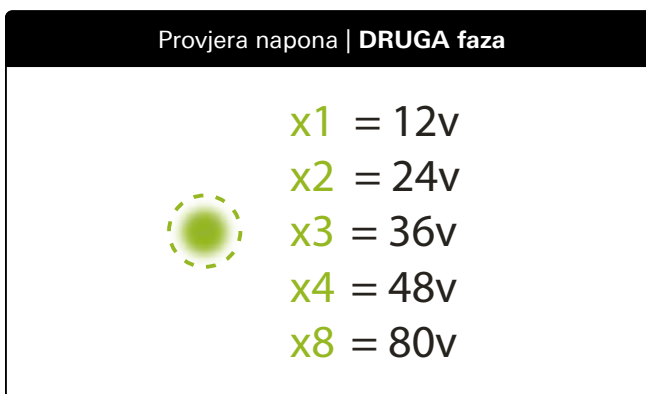 Provjera napona | DRUGA faza
x1 = 12v
x2 = 24v
x3 = 36v
x4 = 48v
x8 = 80v